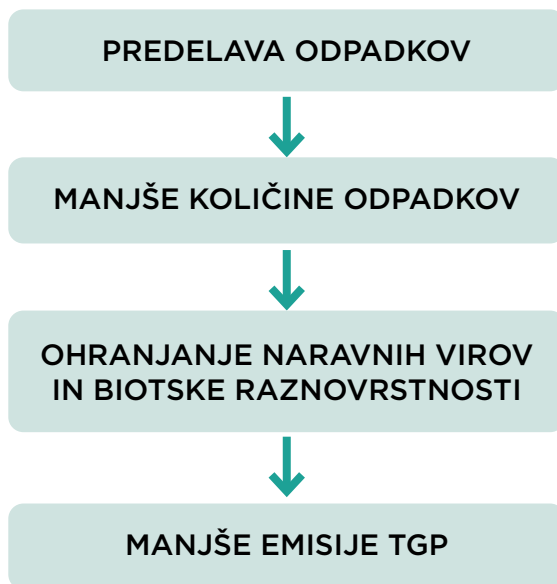 PREDELAVA ODPADKOV
MANJŠE KOLIČINE ODPADKOV
OHRANJANJE NARAVNIH VIROV
IN BIOTSKE RAZNOVRSTNOSTI
MANJŠE EMISIJE TGP